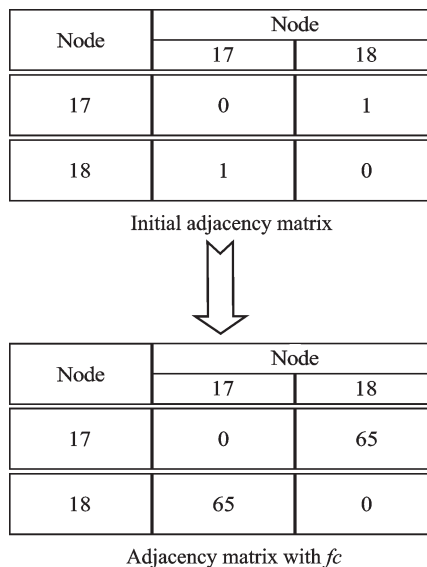 Node Node
17 18
17 0 1
18 1 0
Initial adjacency matrix
Node Node
17 18
17 0 65
18 65 0
Adjacency matrix with fc